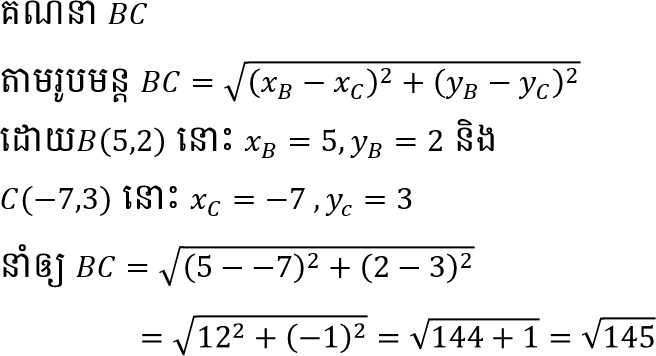 គណនា BC
តាមរូបមន្ត BC = √((x_B − x_C)² + (y_B − y_C)²)
ដោយB(5,2) នោះ x_B = 5, y_B = 2 និង
C(−7,3) នោះ x_C = −7 , y_c = 3
នាំឲ្យ BC = √((5 − −7)² + (2 − 3)²)
= √(12² + (−1)²) = √(144 + 1) = √145